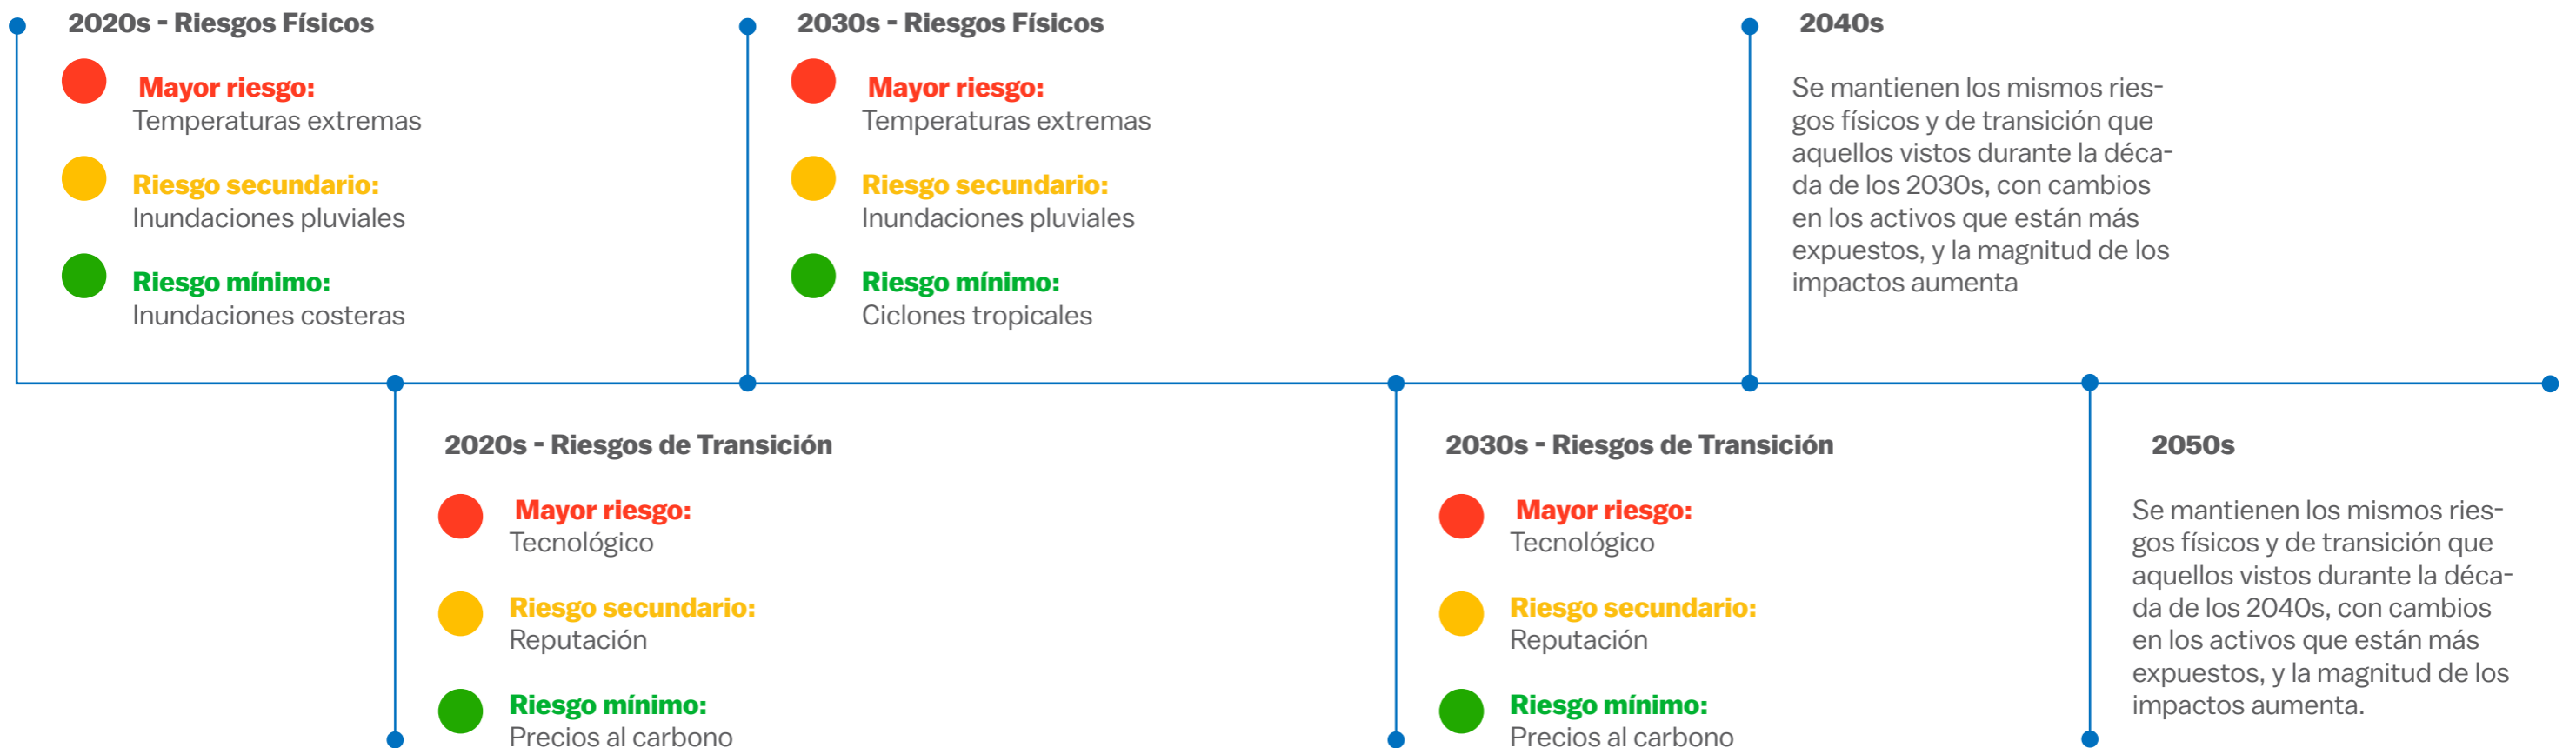 2020s - Riesgos Físicos
Mayor riesgo:
Temperaturas extremas
Riesgo secundario:
Inundaciones pluviales
Riesgo mínimo:
Inundaciones costeras
2020s - Riesgos de Transición
Mayor riesgo:
Tecnológico
Riesgo secundario:
Reputación
Riesgo mínimo:
Precios al carbono
2030s - Riesgos Físicos
Mayor riesgo:
Temperaturas extremas
Riesgo secundario:
Inundaciones pluviales
Riesgo mínimo:
Ciclones tropicales
2030s - Riesgos de Transición
Mayor riesgo:
Tecnológico
Riesgo secundario:
Reputación
Riesgo mínimo:
Precios al carbono
2040s
Se mantienen los mismos ries-
gos físicos y de transición que
aquellos vistos durante la déca-
da de los 2030s, con cambios
en los activos que están más
expuestos, y la magnitud de los
impactos aumenta
2050s
Se mantienen los mismos ries-
gos físicos y de transición que
aquellos vistos durante la déca-
da de los 2040s, con cambios
en los activos que están más
expuestos, y la magnitud de los
impactos aumenta.